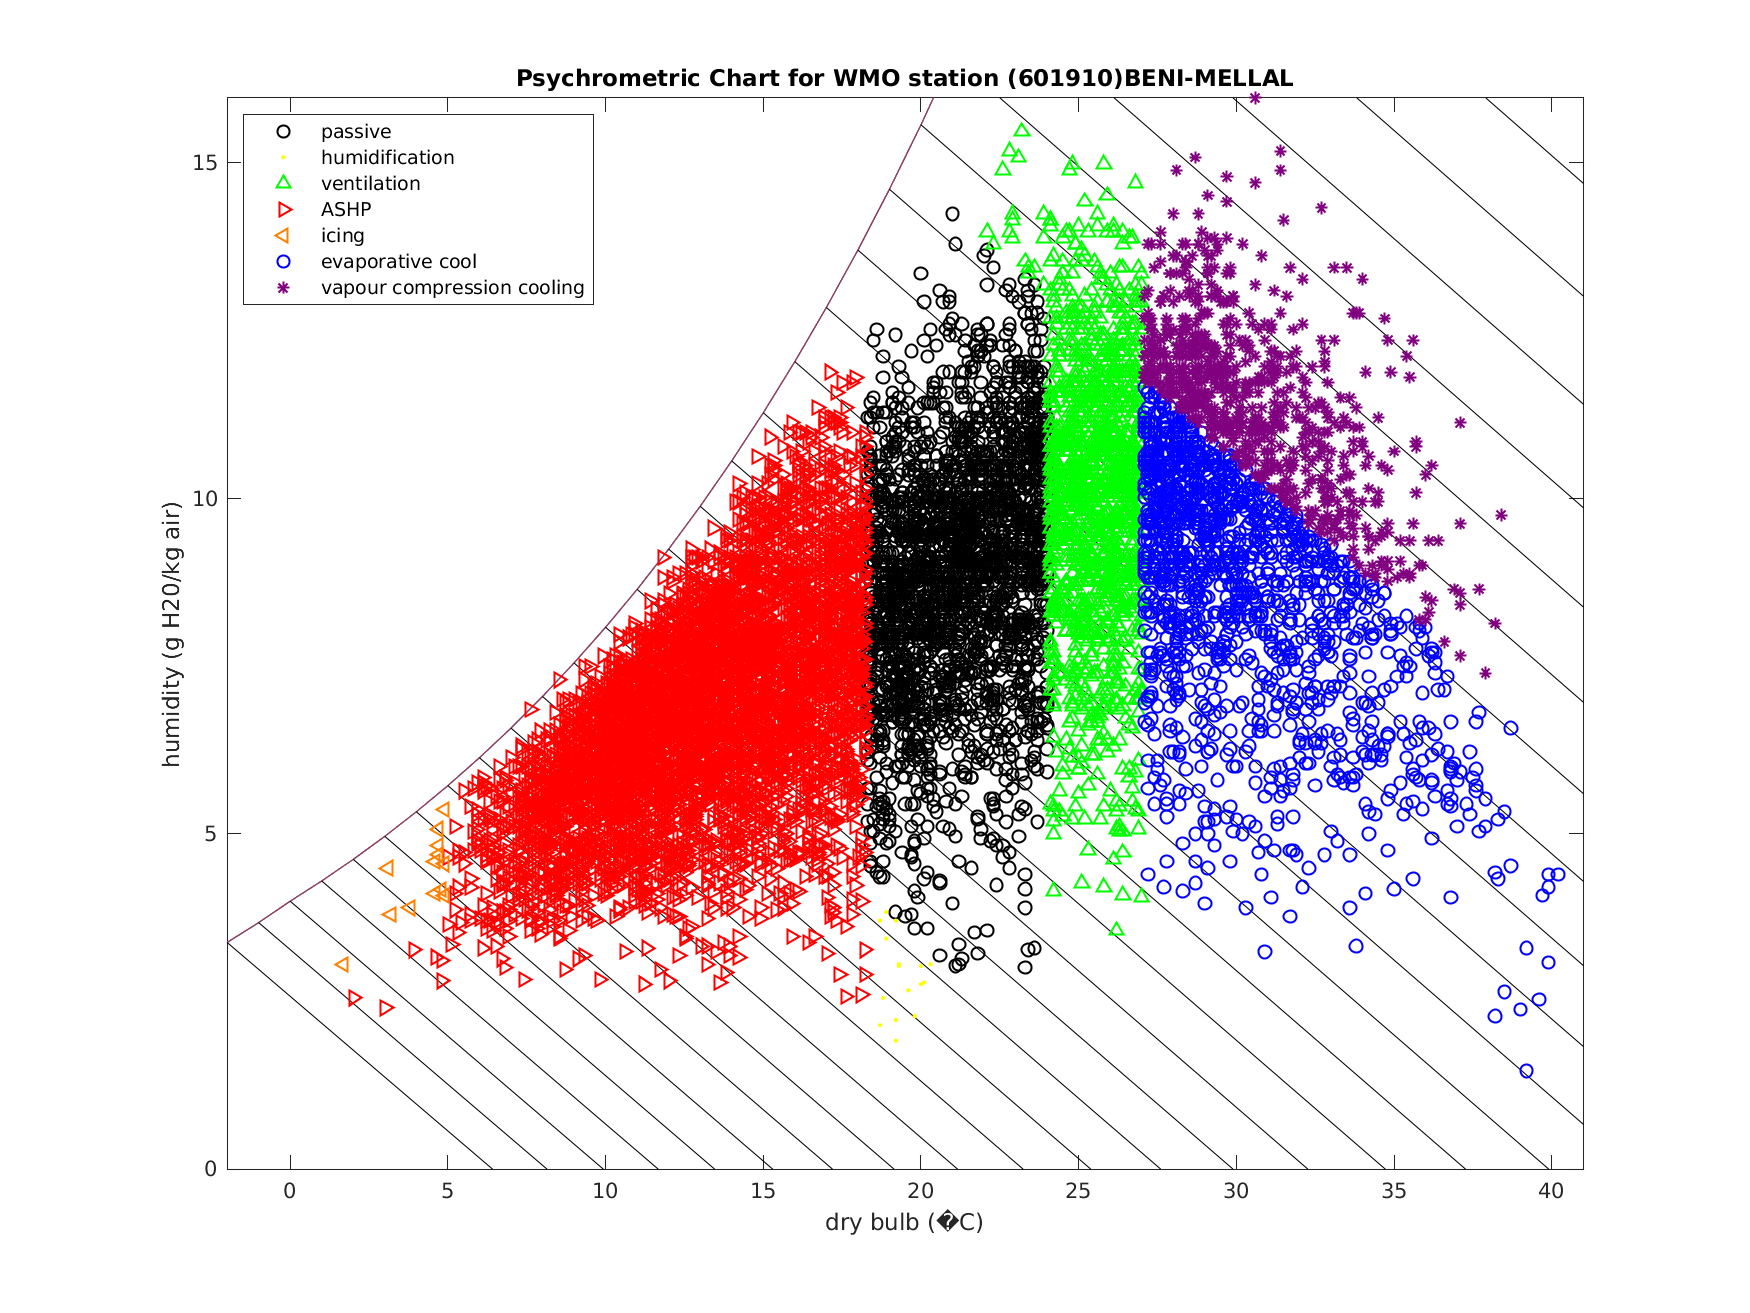 Psychrometric Chart for WMO station (601910)BENI-MELLAL
passive
humidification
ventilation
ASHP
icing
evaporative cool
vapour compression cooling
humidity (g H20/kg air)
15
10
5
0
0 5 10 15 20 25 30 35 40
dry bulb (�C)